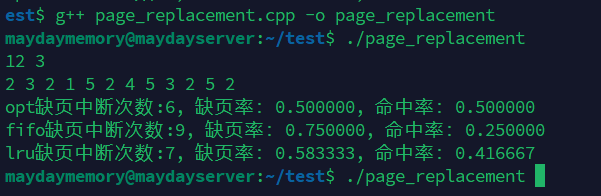 est$ g++ page_replacement.cpp -o page_replacement
maydaymemory@maydayserver:~/test$ ./page_replacement
12 3
2 3 2 1 5 2 4 5 3 2 5 2
opt缺页中断次数:6, 缺页率: 0.500000, 命中率: 0.500000
fifo缺页中断次数:9, 缺页率: 0.750000, 命中率: 0.250000
lru缺页中断次数:7, 缺页率: 0.583333, 命中率: 0.416667
maydaymemory@maydayserver:~/test$ ./page_replacement